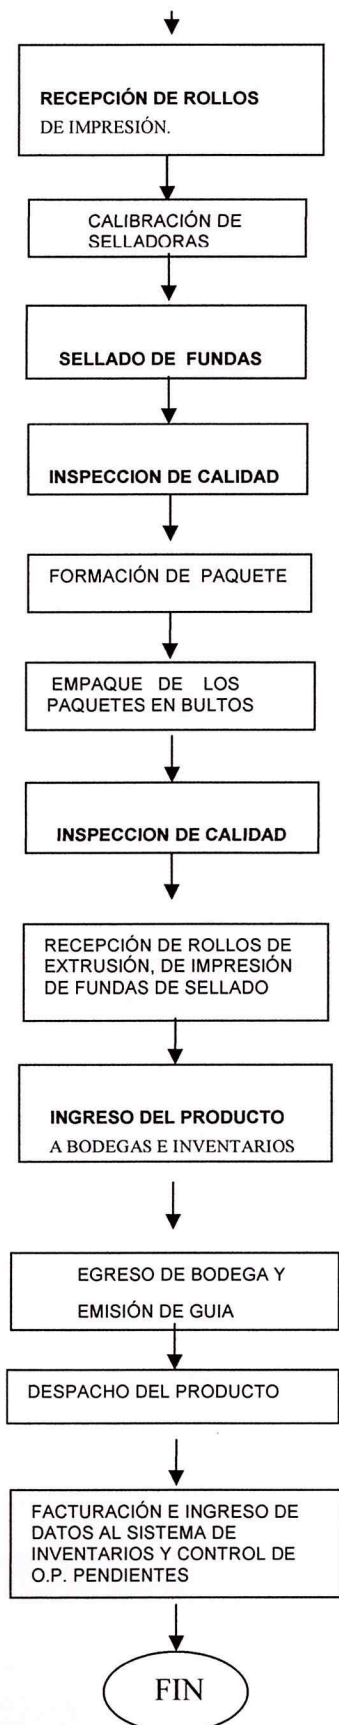 RECEPCIÓN DE ROLLOS
DE IMPRESIÓN.
CALIBRACIÓN DE
SELLADORAS
SELLADO DE FUNDAS
INSPECCION DE CALIDAD
FORMACIÓN DE PAQUETE
EMPAQUE DE LOS
PAQUETES EN BULTOS
INSPECCION DE CALIDAD
RECEPCIÓN DE ROLLOS DE
EXTRUSIÓN, DE IMPRESIÓN
DE FUNDAS DE SELLADO
INGRESO DEL PRODUCTO
A BODEGAS E INVENTARIOS
EGRESO DE BODEGA Y
EMISIÓN DE GUIA
DESPACHO DEL PRODUCTO
FACTURACIÓN E INGRESO DE
DATOS AL SISTEMA DE
INVENTARIOS Y CONTROL DE
O.P. PENDIENTES
FIN